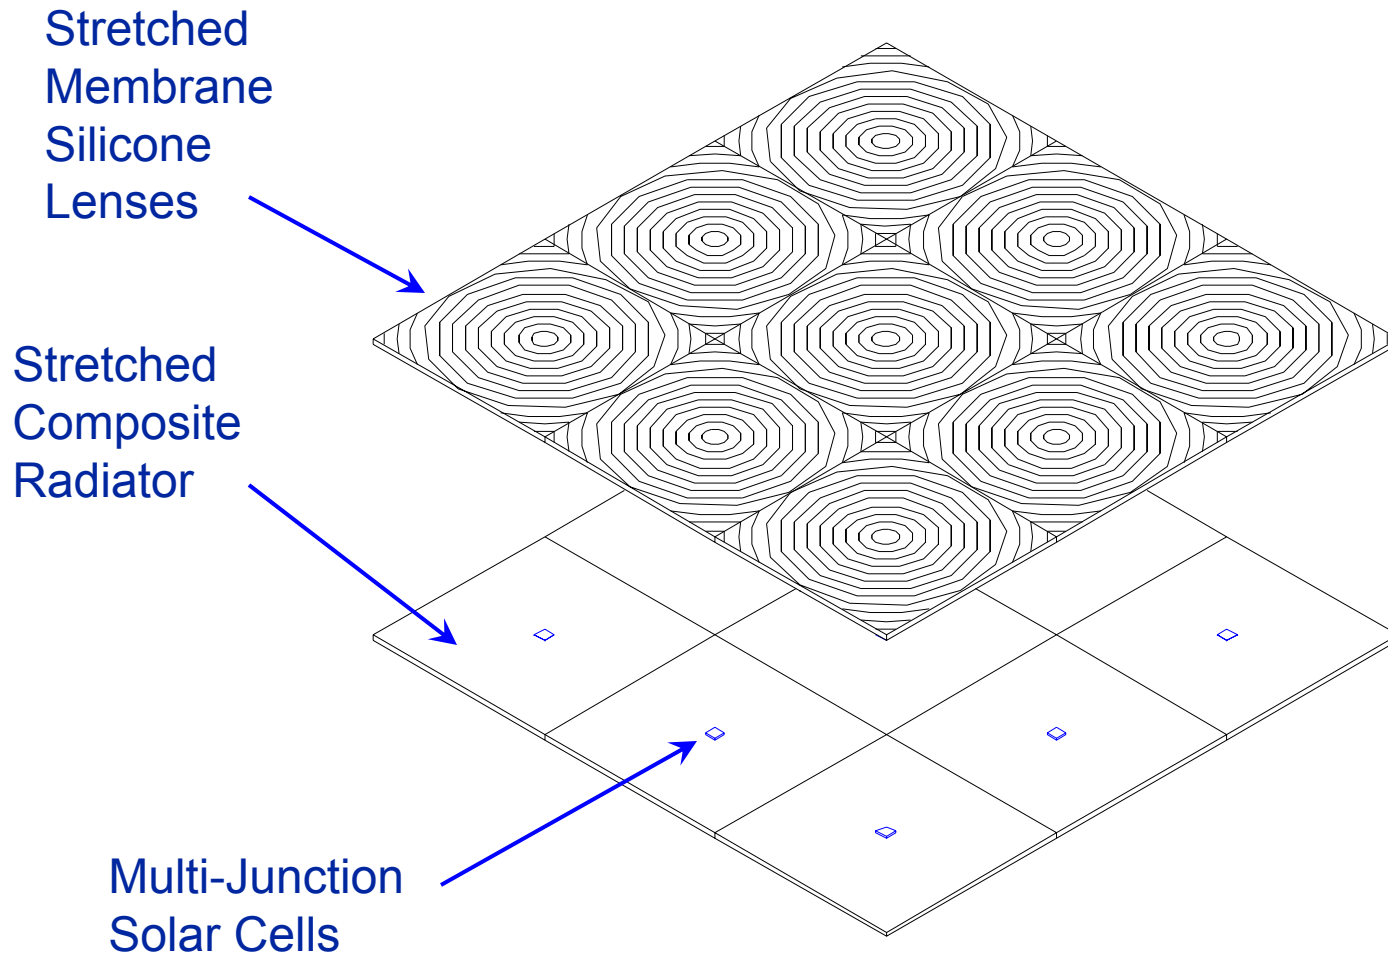 Stretched
Membrane
Silicone
Lenses
Stretched
Composite
Radiator
Multi-Junction
Solar Cells